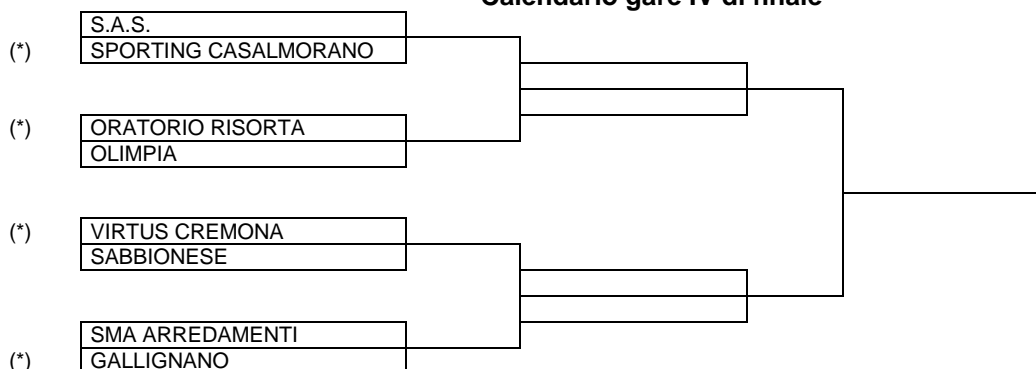 Calendario gare IV di finale
S.A.S.
(*) SPORTING CASALMORANO
(*) ORATORIO RISORTA
OLIMPIA
(*) VIRTUS CREMONA
SABBIONESE
SMA ARREDAMENTI
(*) GALLIGNANO